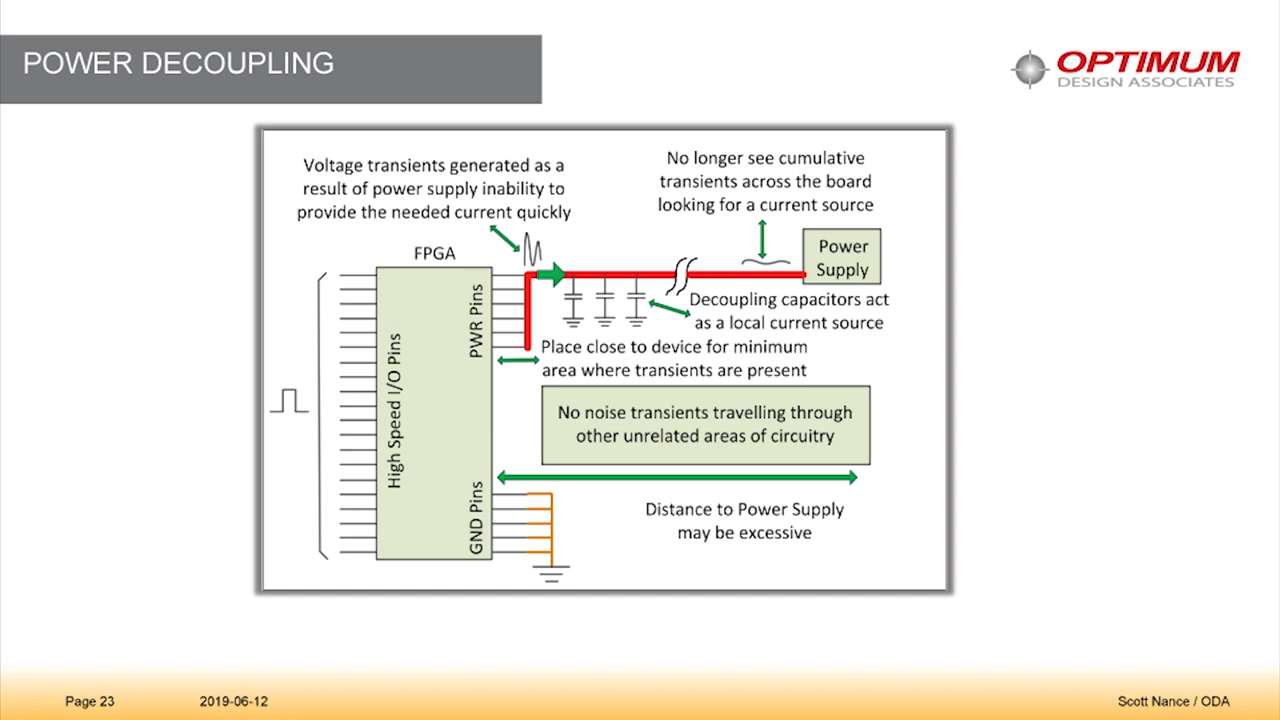 POWER DECOUPLING
OPTIMUM
DESIGN ASSOCIATES
Voltage transients generated as a
result of power supply inability to
provide the needed current quickly
No longer see cumulative
transients across the board
looking for a current source
FPGA
Power
Supply
PWR Pins
Decoupling capacitors act
as a local current source
Place close to device for minimum
area where transients are present
High Speed I/O Pins
No noise transients travelling through
other unrelated areas of circuitry
GND Pins
Distance to Power Supply
may be excessive
Page 23
2019-06-12
Scott Nance / ODA